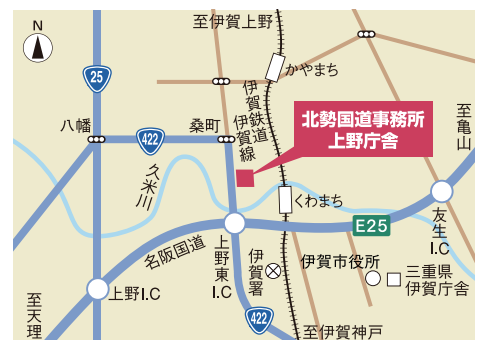 N
至伊賀上野
かやまち
25
伊賀鉄道
伊賀線
北勢国道事務所
上野庁舎
至亀山
八幡
422
桑町
久米川
くわまち
E25
友生
I.C
名阪国道
上野東
I.C
伊賀署
伊賀市役所
三重県
伊賀庁舎
上野I.C
至天理
422
至伊賀神戸